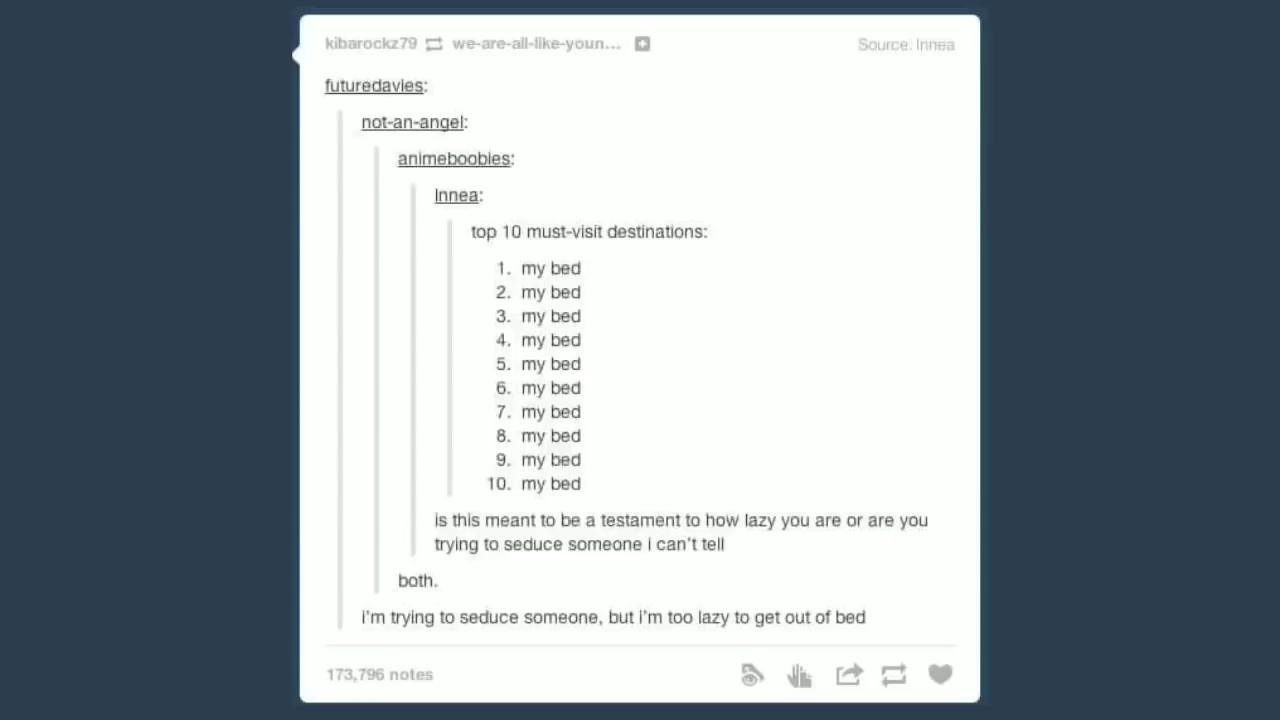 kibarockz79 we-are-all-like-youn... Source: lnnea
futuredavies:
not-an-angel:
animeboobies:
lnnea:
top 10 must-visit destinations:
1. my bed
2. my bed
3. my bed
4. my bed
5. my bed
6. my bed
7. my bed
8. my bed
9. my bed
10. my bed
is this meant to be a testament to how lazy you are or are you
trying to seduce someone i can't tell
both.
i'm trying to seduce someone, but i'm too lazy to get out of bed
173,796 notes